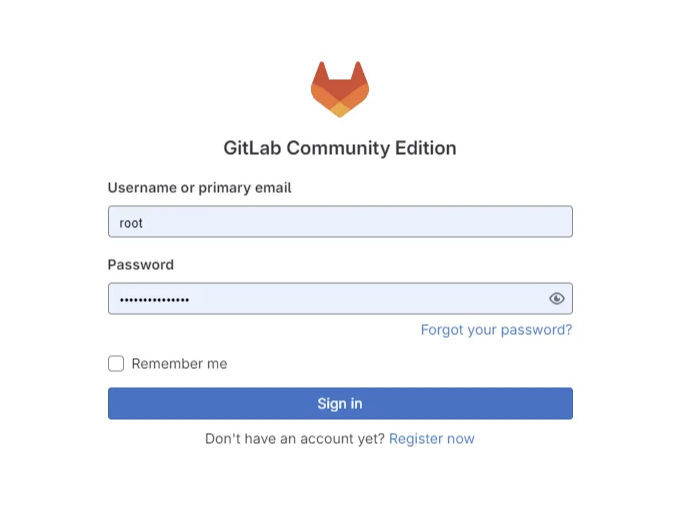 GitLab Community Edition
Username or primary email
root
Password
•••••••••••••••
Forgot your password?
Remember me
Sign in
Don't have an account yet? Register now